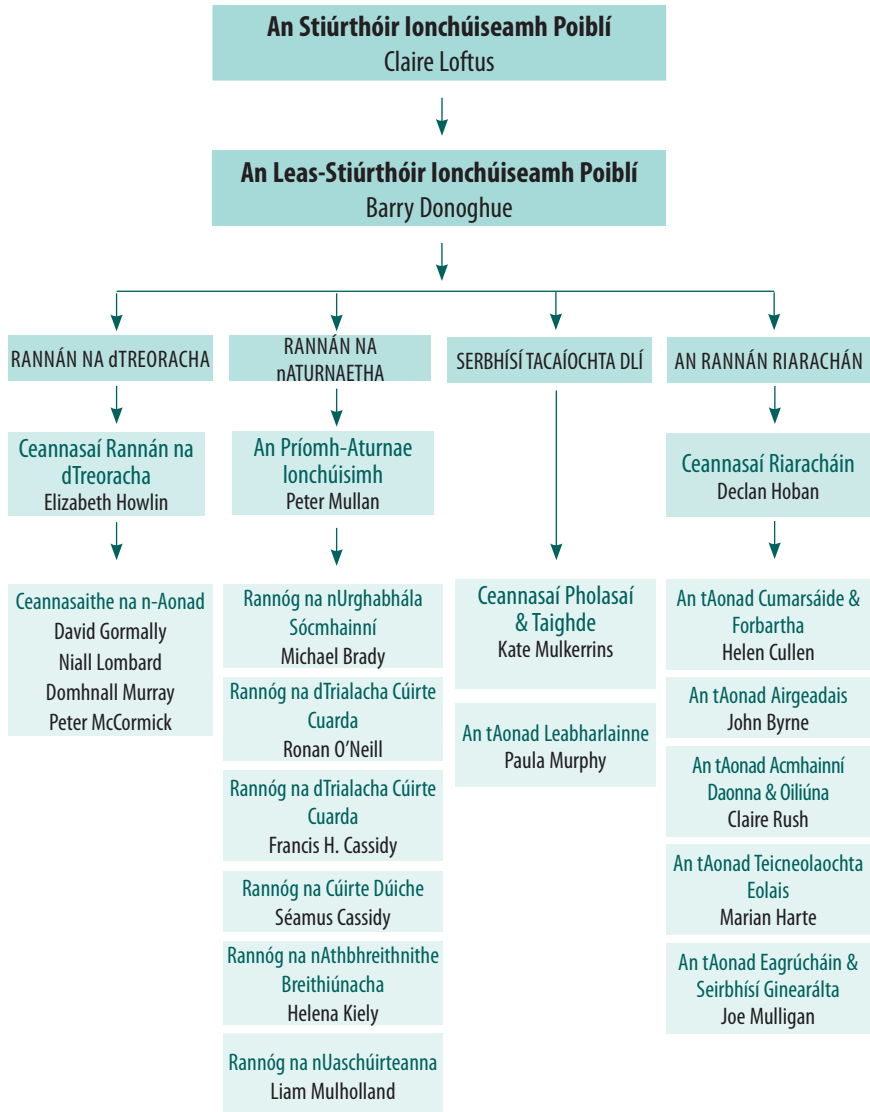 An Stiúrthóir Ionchúiseamh Poiblí
Claire Loftus
An Leas-Stiúrthóir Ionchúiseamh Poiblí
Barry Donoghue
RANNÁN NA dTREORACHA
Ceannasaí Rannán na
dTreoracha
Elizabeth Howlin
Ceannasaithe na n-Aonad
David Gormally
Niall Lombard
Domhnall Murray
Peter McCormick
RANNÁN NA
nATURNAETHA
An Príomh-Aturnae
Ionchúisimh
Peter Mullan
Rannóg na nUrghabhála
Sócmhainní
Michael Brady
Rannóg na dTrialacha Cúirte
Cuarda
Ronan O’Neill
Rannóg na dTrialacha Cúirte
Cuarda
Francis H. Cassidy
Rannóg na Cúirte Dúiche
Séamus Cassidy
Rannóg na nAthbhreithnithe
Breithiúnacha
Helena Kiely
Rannóg na nUaschúirteanna
Liam Mulholland
SERBHÍSÍ TACAÍOCHTA DLÍ
Ceannasaí Pholasaí
& Taighde
Kate Mulkerrins
An tAonad Leabharlainne
Paula Murphy
AN RANNÁN RIARACHÁN
Ceannasaí Riaracháin
Declan Hoban
An tAonad Cumarsáide &
Forbartha
Helen Cullen
An tAonad Airgeadais
John Byrne
An tAonad Acmhainní
Daonna & Oiliúna
Claire Rush
An tAonad Teicneolaochta
Eolais
Marian Harte
An tAonad Eagrúcháin &
Seirbhísí Ginearálta
Joe Mulligan